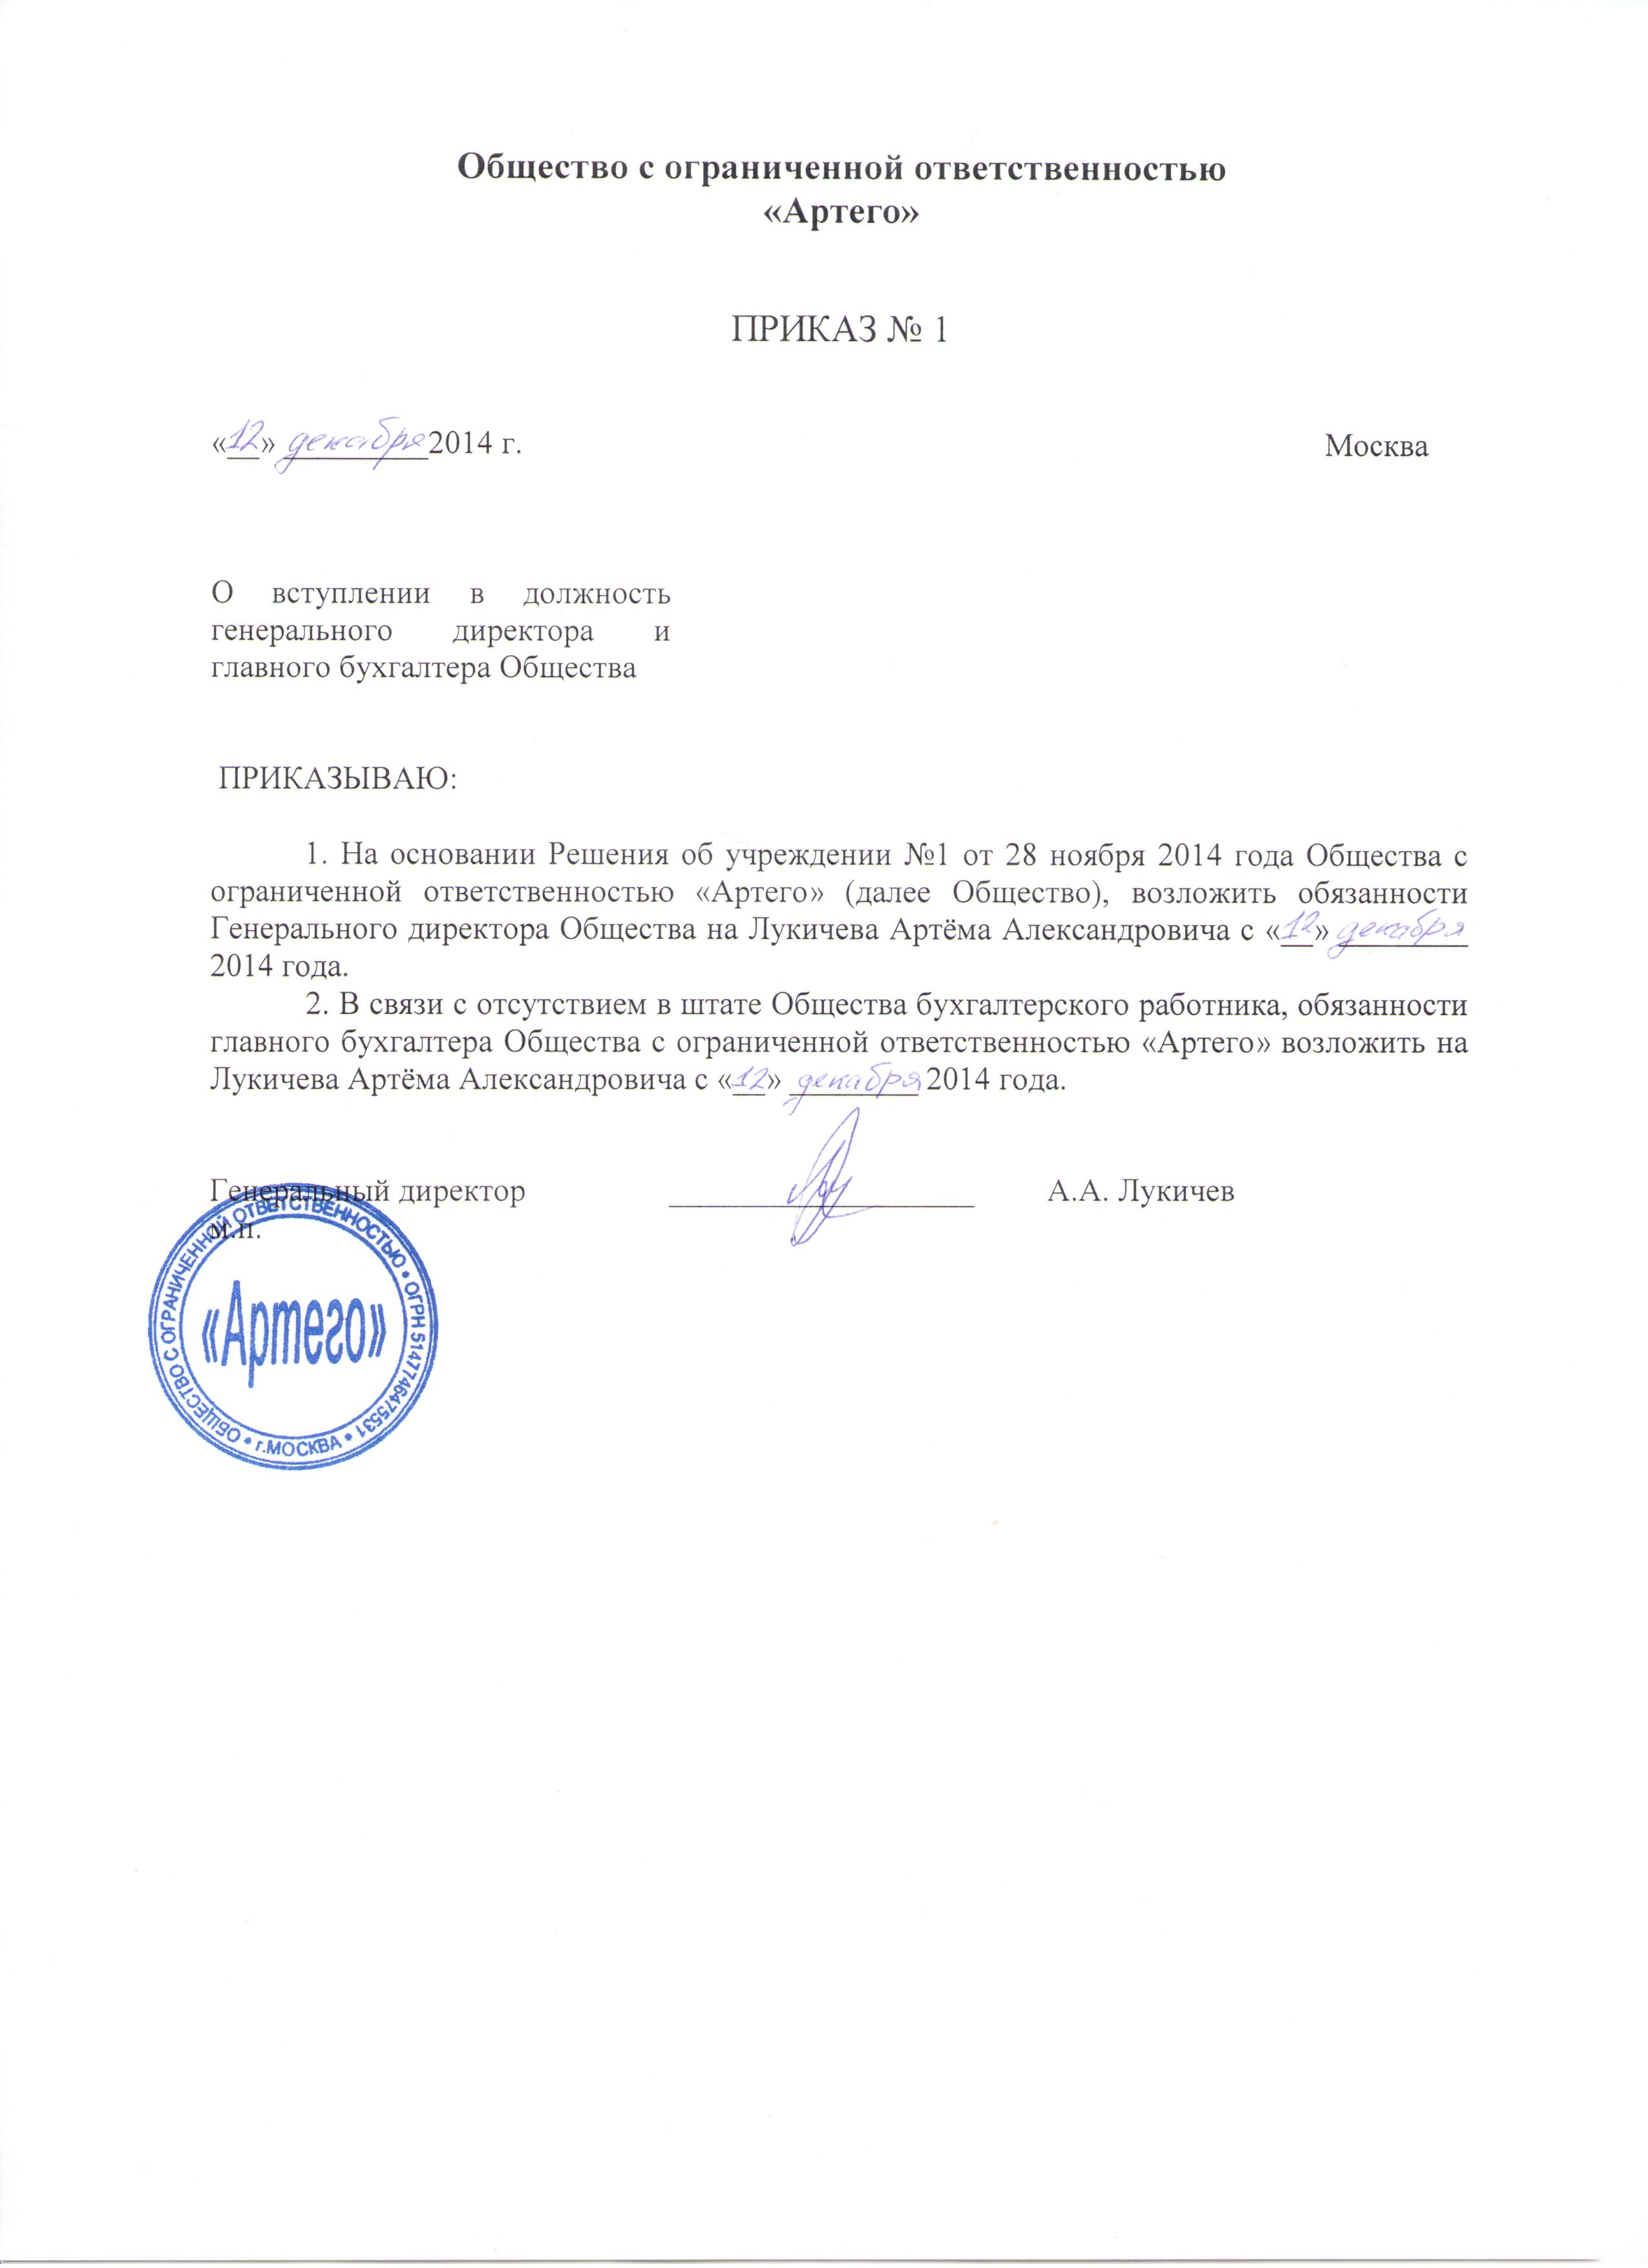 Общество с ограниченной ответственностью
«Артего»
ПРИКАЗ № 1
«12» декабря 2014 г. Москва
О вступлении в должность
генерального директора и
главного бухгалтера Общества
ПРИКАЗЫВАЮ:
1. На основании Решения об учреждении №1 от 28 ноября 2014 года Общества с
ограниченной ответственностью «Артего» (далее Общество), возложить обязанности
Генерального директора Общества на Лукичева Артёма Александровича с «12» декабря
2014 года.
2. В связи с отсутствием в штате Общества бухгалтерского работника, обязанности
главного бухгалтера Общества с ограниченной ответственностью «Артего» возложить на
Лукичева Артёма Александровича с «12» декабря 2014 года.
Генеральный директор А.А. Лукичев
м.п.
ОБЩЕСТВО С ОГРАНИЧЕННОЙ ОТВЕТСТВЕННОСТЬЮ • ОГРН 5147746475531 • г.МОСКВА •
«Артего»